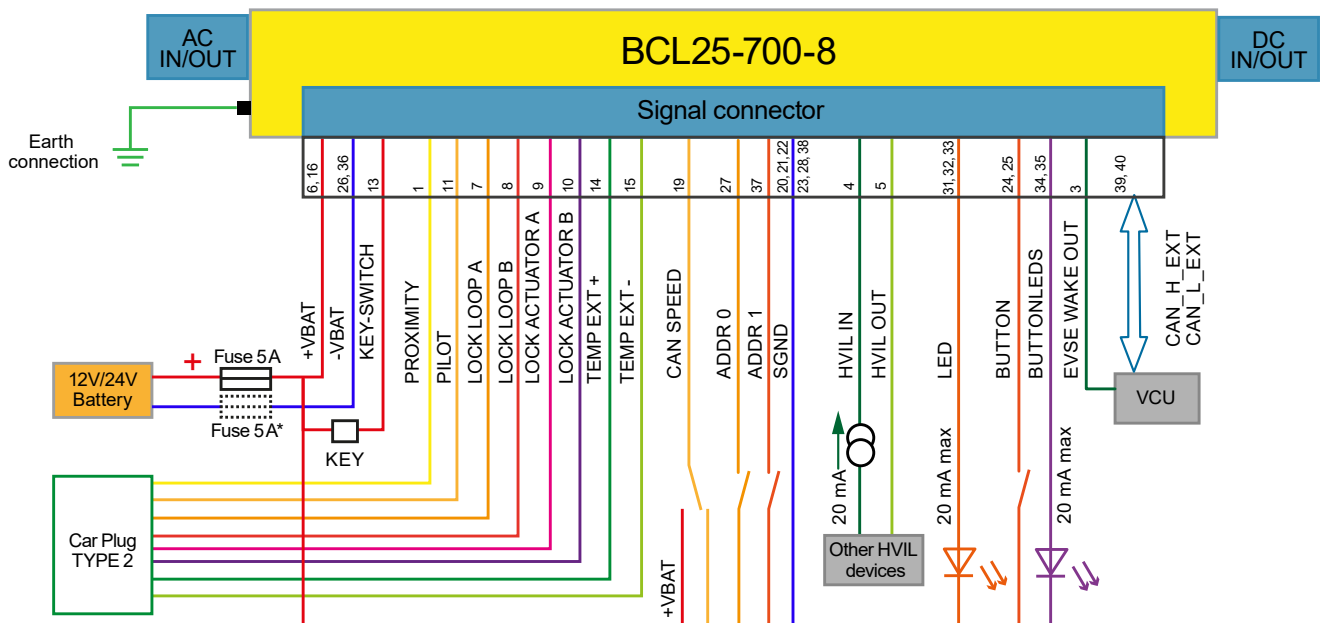 AC
IN/OUT
BCL25-700-8
DC
IN/OUT
Signal connector
Earth
connection
6, 16
26, 36
13
1
11
7
8
9
10
14
15
19
27
37
20, 21, 22
23, 28, 38
4
5
31, 32, 33
24, 25
34, 35
3
39, 40
+VBAT
-VBAT
KEY-SWITCH
PROXIMITY
PILOT
LOCK LOOP A
LOCK LOOP B
LOCK ACTUATOR A
LOCK ACTUATOR B
TEMP EXT +
TEMP EXT -
CAN SPEED
ADDR 0
ADDR 1
SGND
HVIL IN
HVIL OUT
LED
BUTTON
BUTTONLEDS
EVSE WAKE OUT
CAN_H_EXT
CAN_L_EXT
12V/24V
Battery
+
Fuse 5A
Fuse 5A*
KEY
VCU
Car Plug
TYPE 2
+VBAT
20 mA
Other HVIL
devices
20 mA max
20 mA max